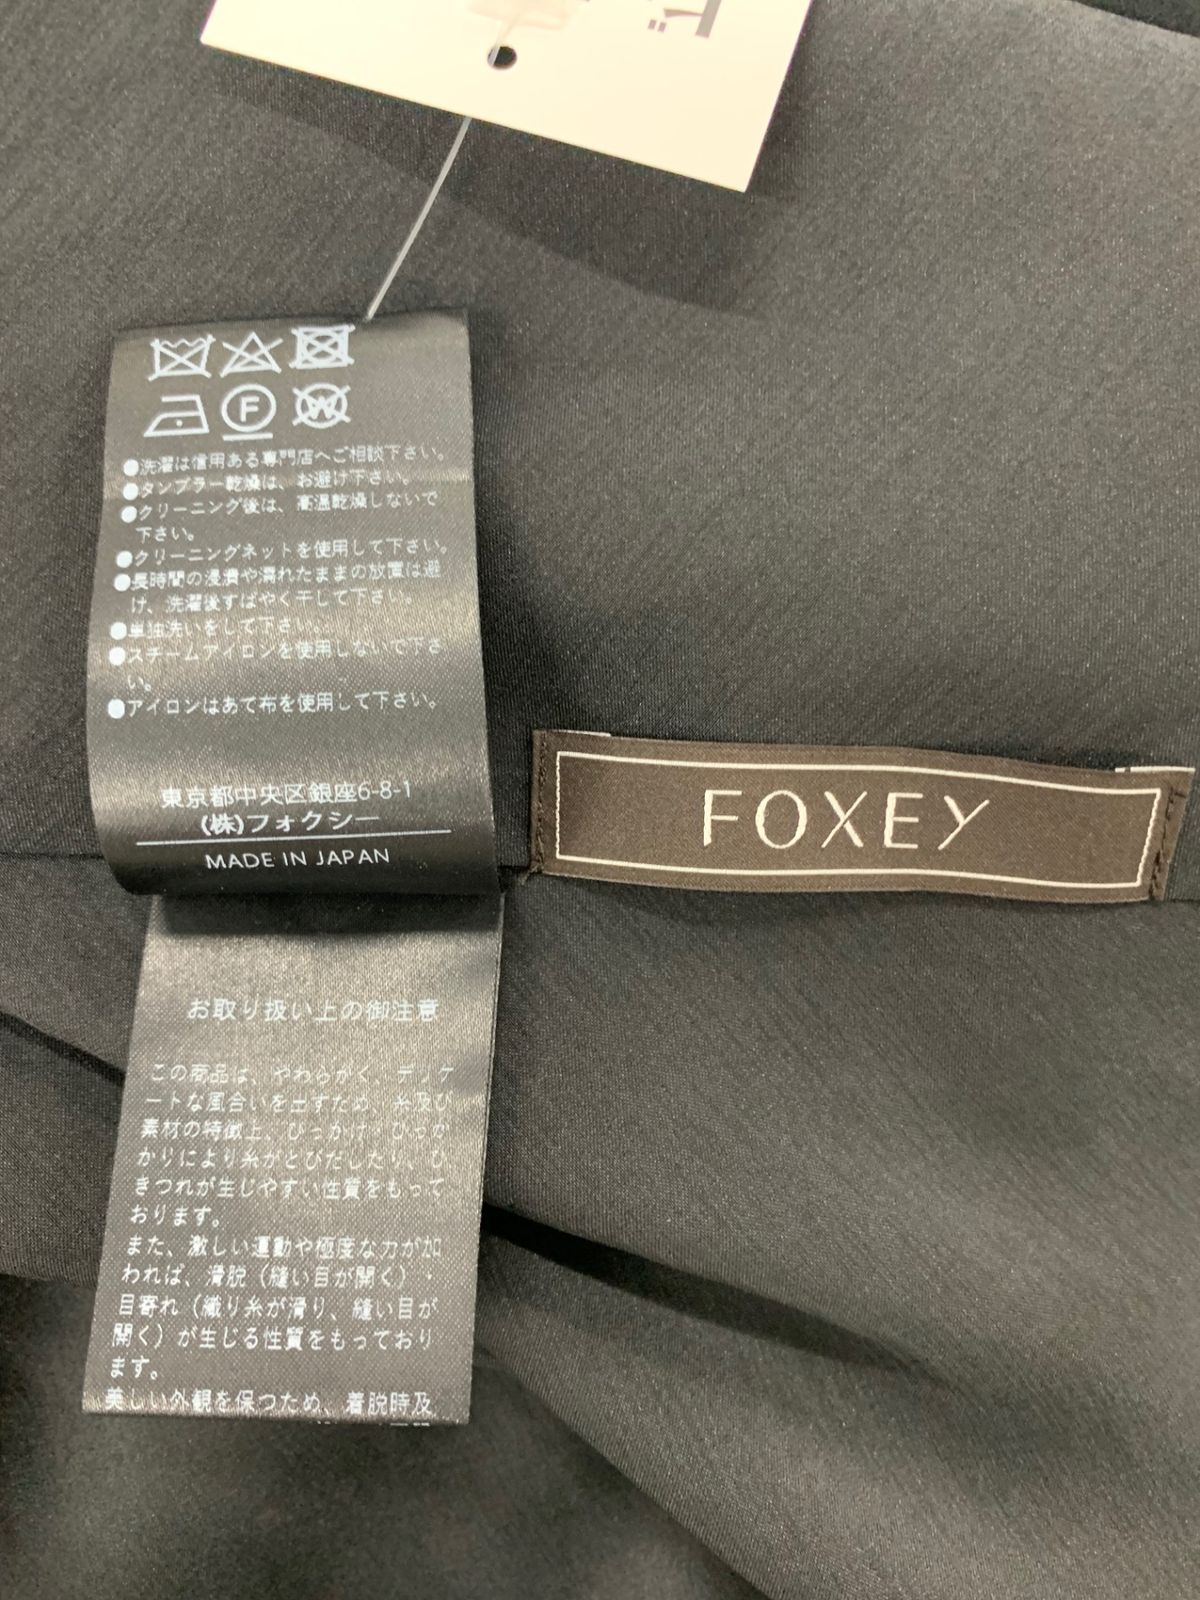 F
W
●洗濯は信用ある専門店へご相談下さい。
●タンブラー乾燥は、お避け下さい。
●クリーニング後は、高温乾燥しないで
下さい。
●クリーニングネットを使用して下さい。
●長時間の浸漬や濡れたままの放置は避
け、洗濯後すばやく干して下さい。
●単独洗いをして下さい。
●スチームアイロンを使用しないで下さ
い。
●アイロンはあて布を使用して下さい。
東京都中央区銀座6-8-1
(株)フォクシー
MADE IN JAPAN
FOXEY
お取り扱い上の御注意
この商品は、やわらかく、デリケ
ートな風合いを出すため、糸及び
素材の特徴上、ひっかけ・ひっか
かりにより糸がとびだしたり、ひ
きつれが生じやすい性質をもって
おります。
また、激しい運動や極度な力が加
われば、滑脱（縫い目が開く）・
目寄れ（織り糸が滑り、縫い目が
開く）が生じる性質をもっており
ます。
美しい外観を保つため、着脱時及